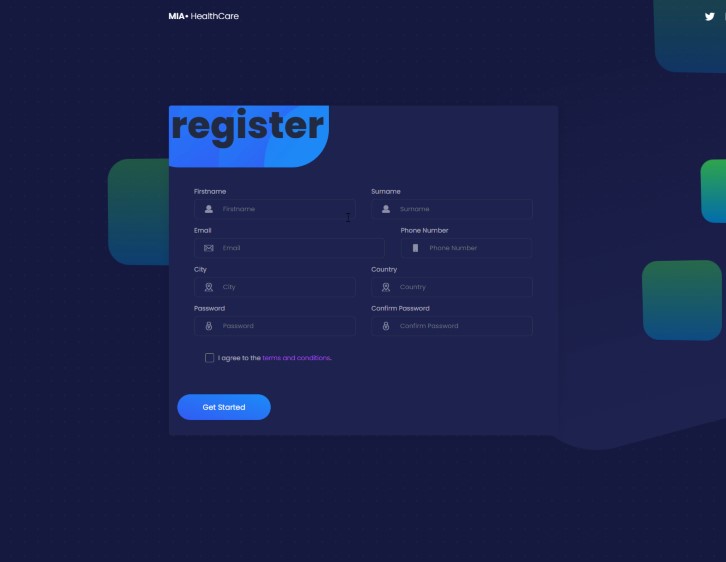 MIA• HealthCare
register
Firstname Surname
Firstname Surname
Email Phone Number
Email Phone Number
City Country
City Country
Password Confirm Password
Password Confirm Password
I agree to the terms and conditions.
Get Started